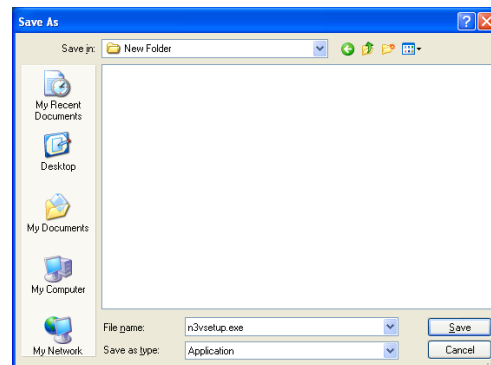 Save As
Save in: New Folder
My Recent
Documents
Desktop
My Documents
My Computer
My Network
File name: n3vsetup.exe Save
Save as type: Application Cancel